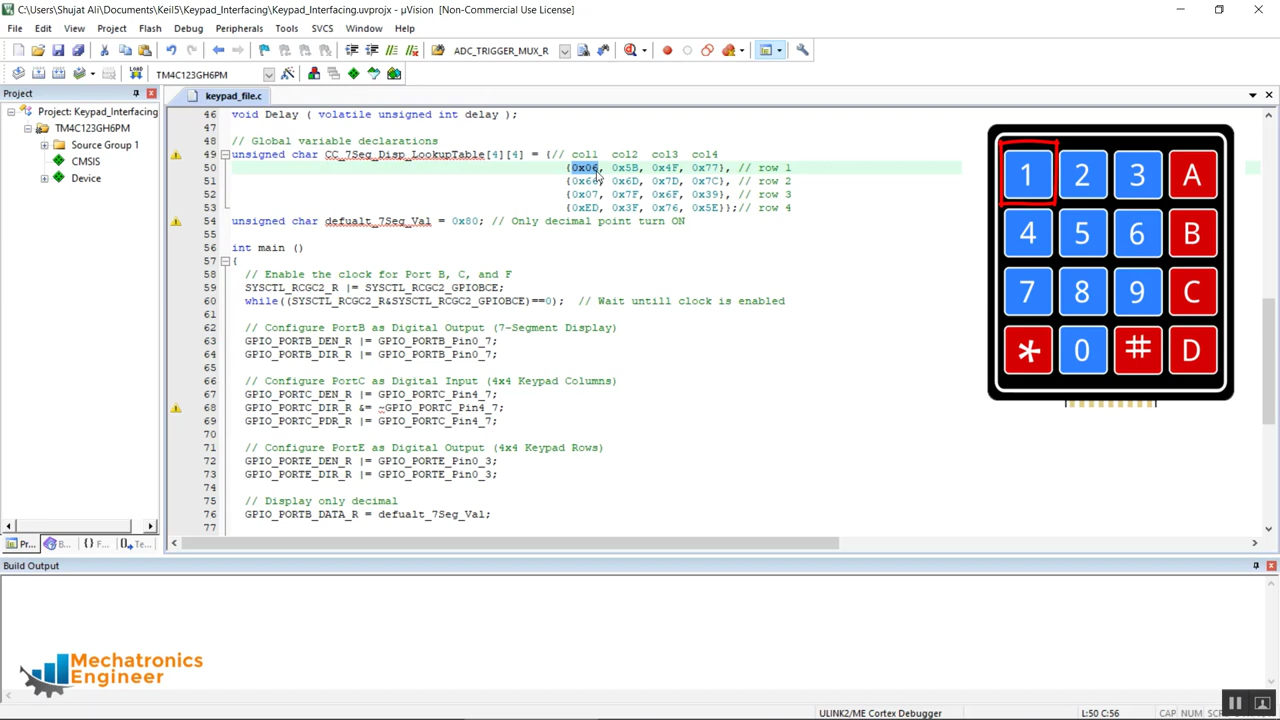 C:\Users\Shujat Ali\Documents\Keil5\Keypad_Interfacing\Keypad_Interfacing.uvprojx - µVision [Non-Commercial Use License]
File Edit View Project Flash Debug Peripherals Tools SVCS Window Help
ADC_TRIGGER_MUX_R
LOAD TM4C123GH6PM
Project
keypad_file.c
Project: Keypad_Interfacing
TM4C123GH6PM
Source Group 1
CMSIS
Device
46 void Delay ( volatile unsigned int delay );
47
48 // Global variable declarations
49 unsigned char CC_7Seg_Disp_LookupTable[4][4] = {// col1 col2 col3 col4
50 {0x06, 0x5B, 0x4F, 0x77}, // row 1
51 {0x66, 0x6D, 0x7D, 0x7C}, // row 2
52 {0x07, 0x7F, 0x6F, 0x39}, // row 3
53 {0xED, 0x3F, 0x76, 0x5E}};// row 4
54 unsigned char defualt_7Seg_Val = 0x80; // Only decimal point turn ON
55
56 int main ()
57 {
58 // Enable the clock for Port B, C, and F
59 SYSCTL_RCGC2_R |= SYSCTL_RCGC2_GPIOBCE;
60 while((SYSCTL_RCGC2_R&SYSCTL_RCGC2_GPIOBCE)==0); // Wait untill clock is enabled
61
62 // Configure PortB as Digital Output (7-Segment Display)
63 GPIO_PORTB_DEN_R |= GPIO_PORTB_Pin0_7;
64 GPIO_PORTB_DIR_R |= GPIO_PORTB_Pin0_7;
65
66 // Configure PortC as Digital Input (4x4 Keypad Columns)
67 GPIO_PORTC_DEN_R |= GPIO_PORTC_Pin4_7;
68 GPIO_PORTC_DIR_R &= ~GPIO_PORTC_Pin4_7;
69 GPIO_PORTC_PDR_R |= GPIO_PORTC_Pin4_7;
70
71 // Configure PortE as Digital Output (4x4 Keypad Rows)
72 GPIO_PORTE_DEN_R |= GPIO_PORTE_Pin0_3;
73 GPIO_PORTE_DIR_R |= GPIO_PORTE_Pin0_3;
74
75 // Display only decimal
76 GPIO_PORTB_DATA_R = defualt_7Seg_Val;
77
1 2 3 A
4 5 6 B
7 8 9 C
* 0 # D
Pr... B... {} F... Te...
Build Output
Mechatronics
Engineer
ULINK2/ME Cortex Debugger L:50 C:56 CAP NUM